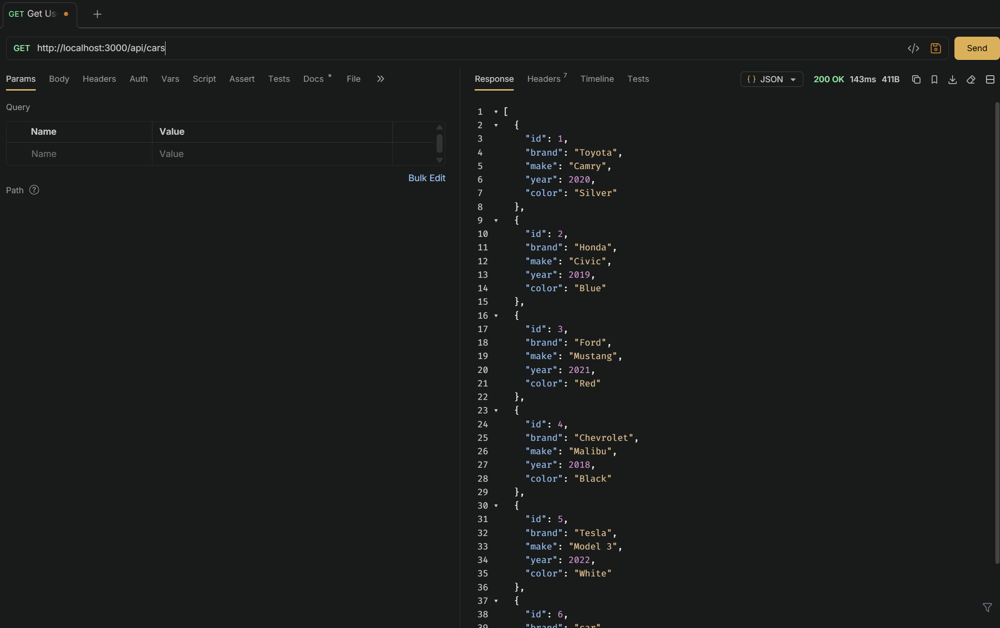 GET Get Us
GET http://localhost:3000/api/cars
</> Send
Params Body Headers Auth Vars Script Assert Tests Docs File
Query
Name Value
Name Value
Bulk Edit
Path ?
Response Headers 7 Timeline Tests
{ } JSON 200 OK 143ms 411B
1 [
2 {
3 "id": 1,
4 "brand": "Toyota",
5 "make": "Camry",
6 "year": 2020,
7 "color": "Silver"
8 },
9 {
10 "id": 2,
11 "brand": "Honda",
12 "make": "Civic",
13 "year": 2019,
14 "color": "Blue"
15 },
16 {
17 "id": 3,
18 "brand": "Ford",
19 "make": "Mustang",
20 "year": 2021,
21 "color": "Red"
22 },
23 {
24 "id": 4,
25 "brand": "Chevrolet",
26 "make": "Malibu",
27 "year": 2018,
28 "color": "Black"
29 },
30 {
31 "id": 5,
32 "brand": "Tesla",
33 "make": "Model 3",
34 "year": 2022,
35 "color": "White"
36 },
37 {
38 "id": 6,
39 "brand": "car"